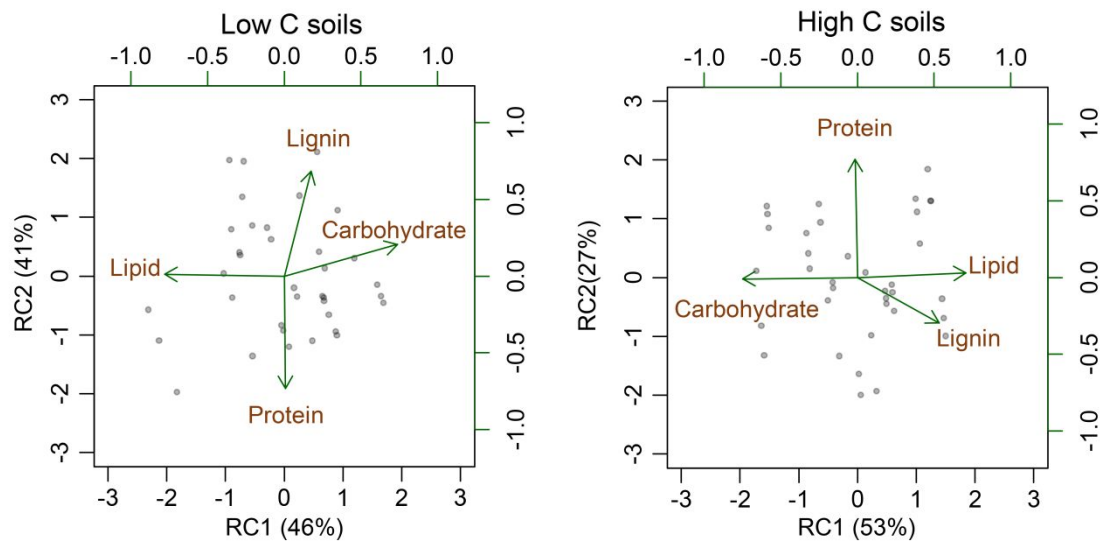 Low C soils
-1.0 -0.5 0.0 0.5 1.0
3
2
1
0
-1
-2
-3
RC2 (41%)
Lignin
Carbohydrate
Lipid
Protein
1.0
0.5
0.0
-0.5
-1.0
-3 -2 -1 0 1 2 3
RC1 (46%)
High C soils
-1.0 -0.5 0.0 0.5 1.0
3
2
1
0
-1
-2
-3
RC2(27%)
Protein
Lipid
Carbohydrate
Lignin
1.0
0.5
0.0
-0.5
-1.0
-3 -2 -1 0 1 2 3
RC1 (53%)